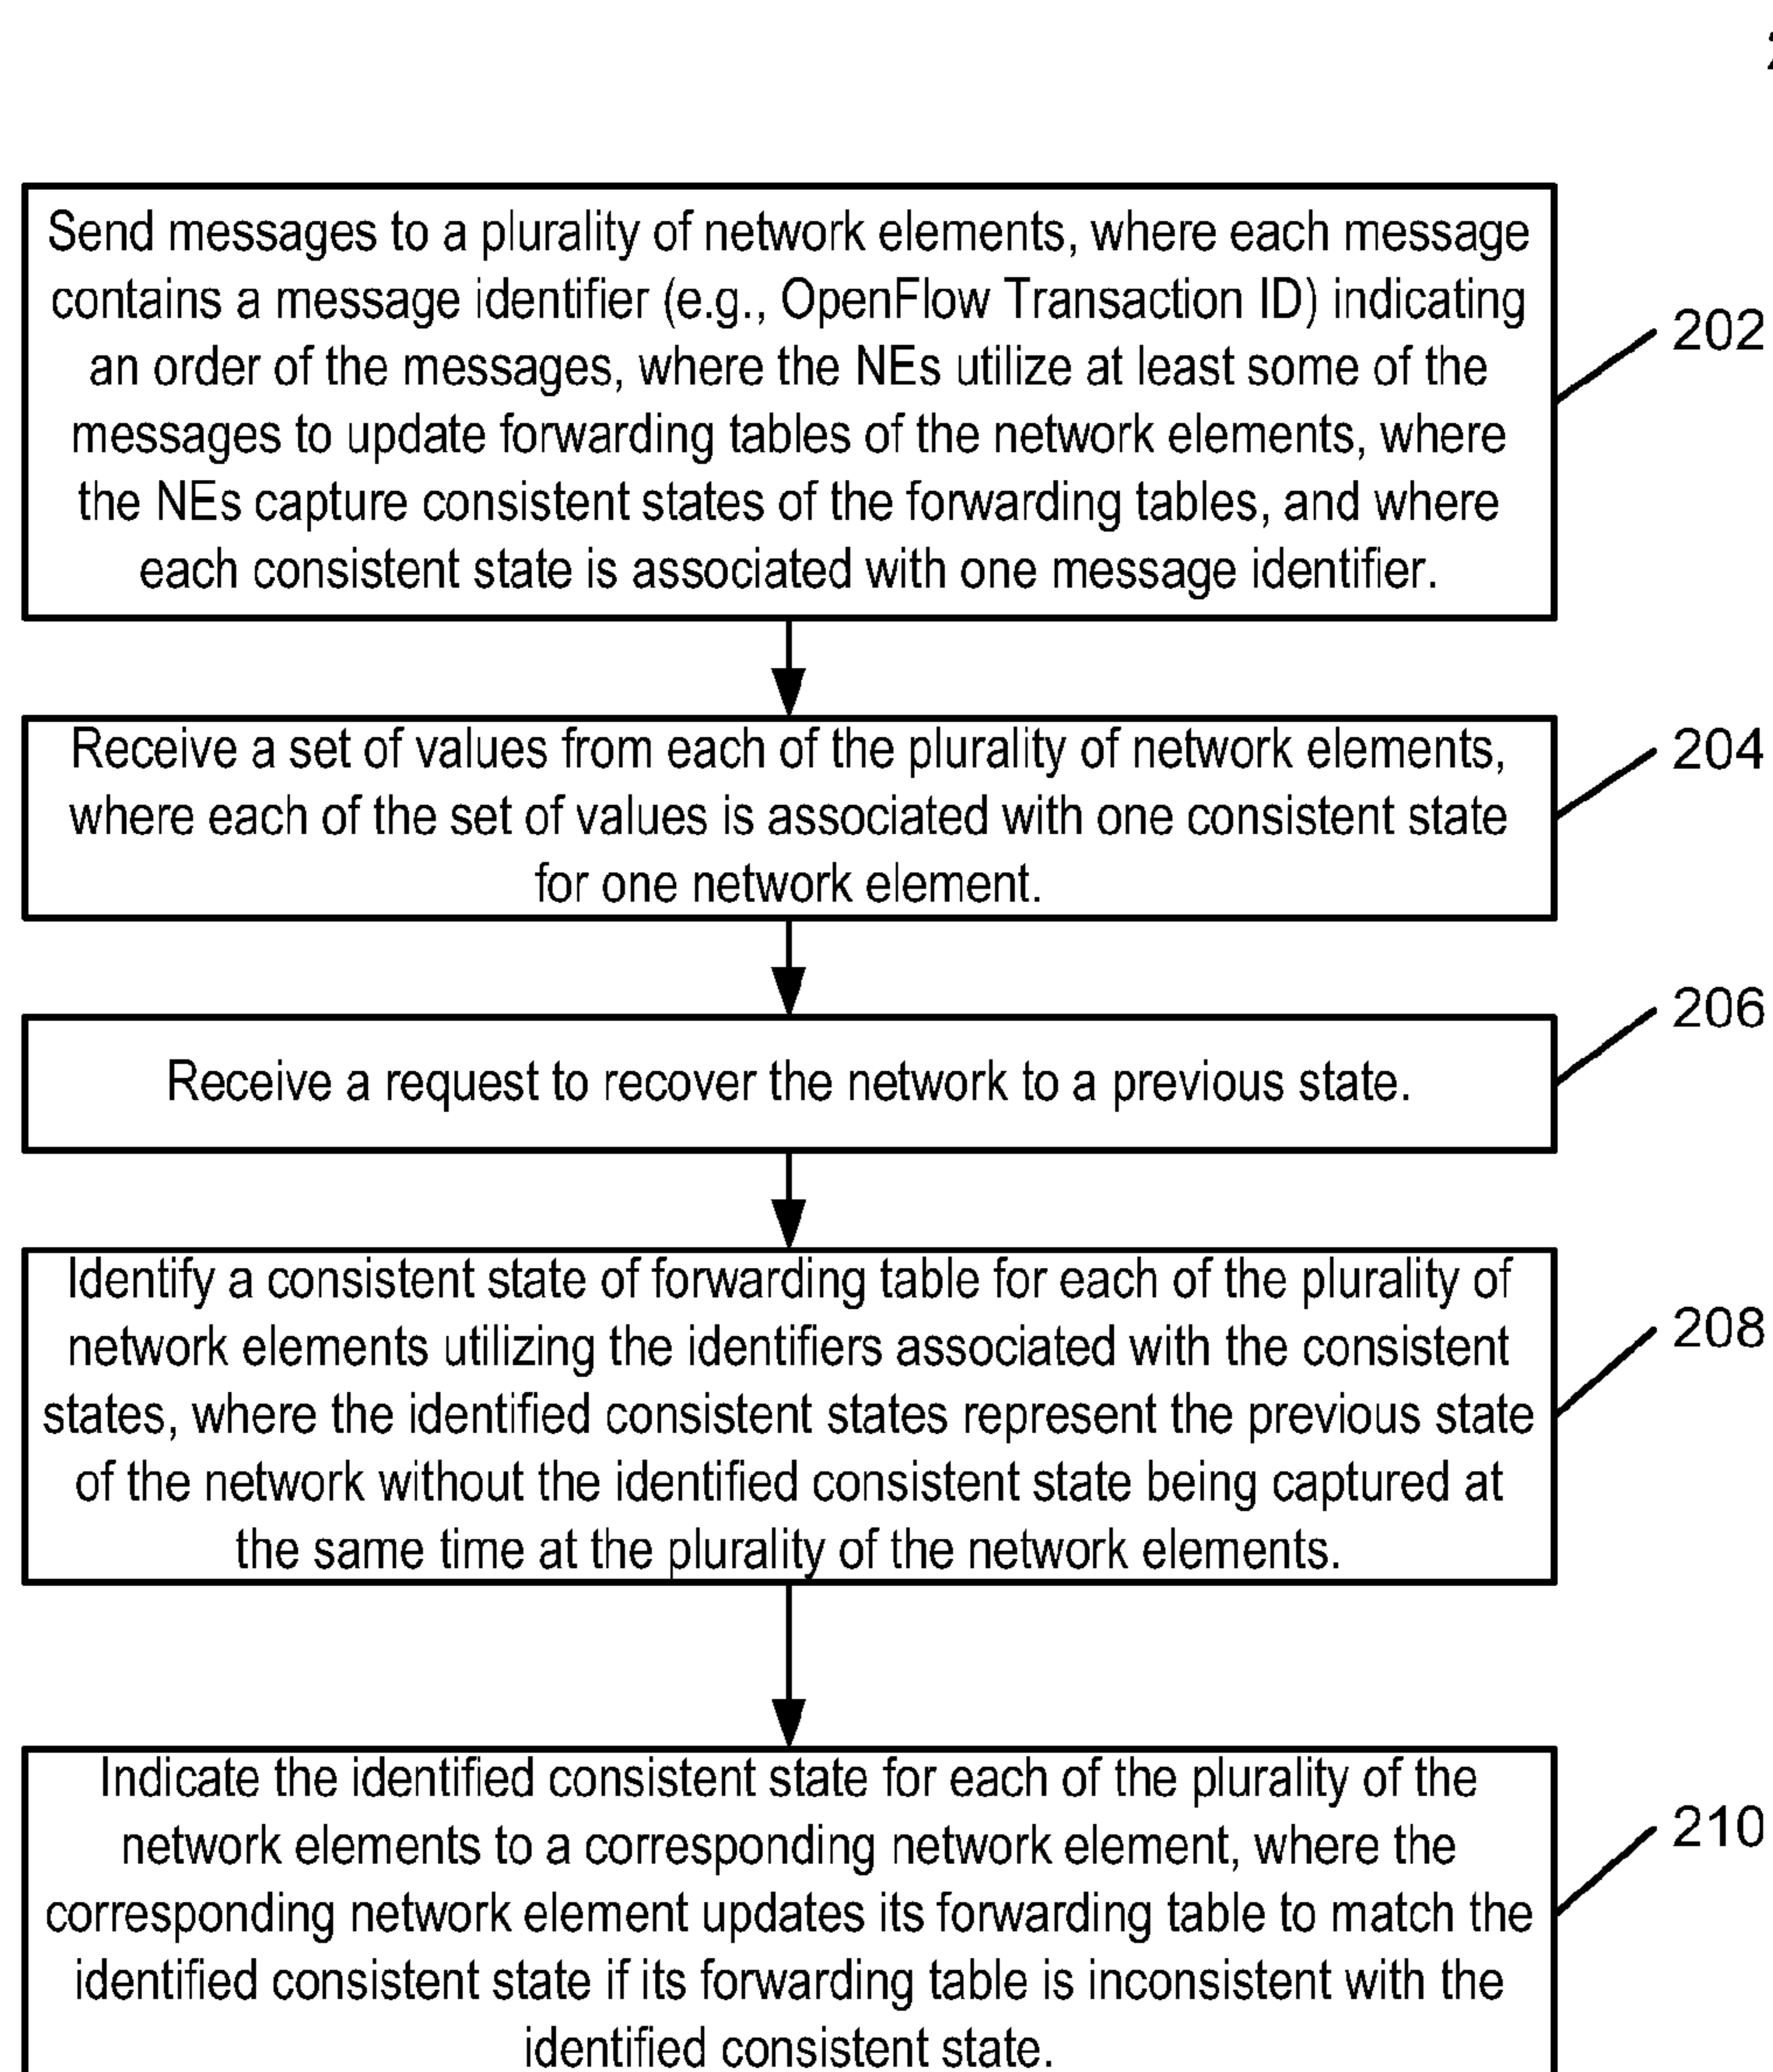 Send messages to a plurality of network elements, where each message
contains a message identifier (e.g., OpenFlow Transaction ID) indicating
an order of the messages, where the NEs utilize at least some of the
messages to update forwarding tables of the network elements, where
the NEs capture consistent states of the forwarding tables, and where
each consistent state is associated with one message identifier.
202
Receive a set of values from each of the plurality of network elements,
where each of the set of values is associated with one consistent state
for one network element.
204
Receive a request to recover the network to a previous state.
206
Identify a consistent state of forwarding table for each of the plurality of
network elements utilizing the identifiers associated with the consistent
states, where the identified consistent states represent the previous state
of the network without the identified consistent state being captured at
the same time at the plurality of the network elements.
208
Indicate the identified consistent state for each of the plurality of the
network elements to a corresponding network element, where the
corresponding network element updates its forwarding table to match the
identified consistent state if its forwarding table is inconsistent with the
identified consistent state.
210